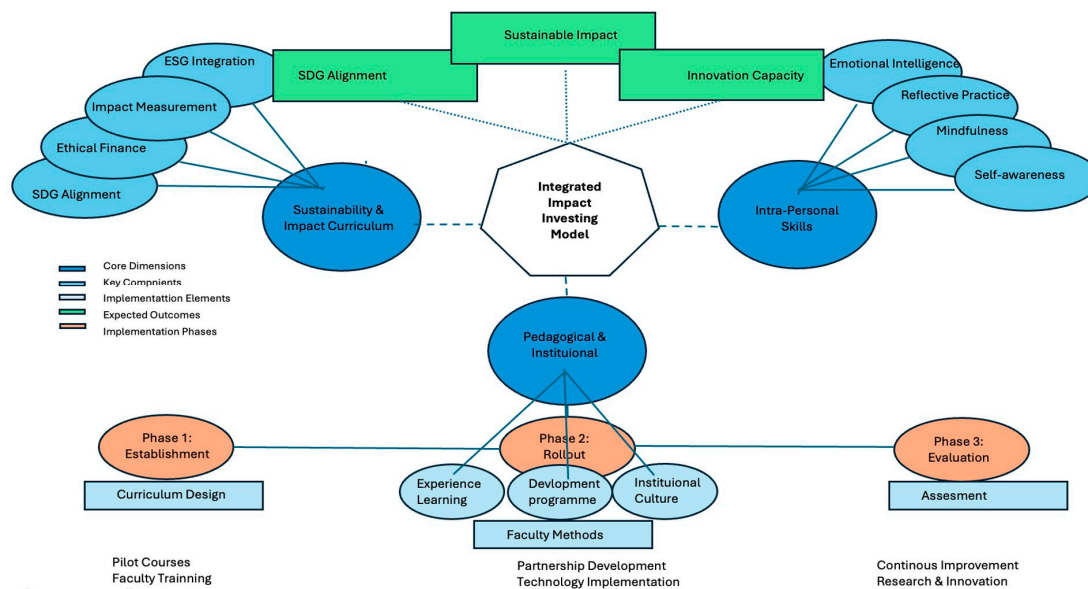 Sustainable Impact
SDG Alignment
Innovation Capacity
ESG Integration
Impact Measurement
Ethical Finance
SDG Alignment
Emotional Intelligence
Reflective Practice
Mindfulness
Self-awareness
Sustainability &
Impact Curriculum
Integrated
Impact
Investing
Model
Intra-Personal
Skills
Core Dimensions
Key Compnients
Implementattion Elements
Expected Outcomes
Implementation Phases
Pedagogical &
Instituional
Phase 1:
Establishment
Phase 2:
Rollout
Phase 3:
Evaluation
Curriculum Design
Experience
Learning
Devlopment
programme
Instituional
Culture
Assesment
Faculty Methods
Pilot Courses
Faculty Trainning
Partnership Development
Technology Implementation
Continous Improvement
Research & Innovation